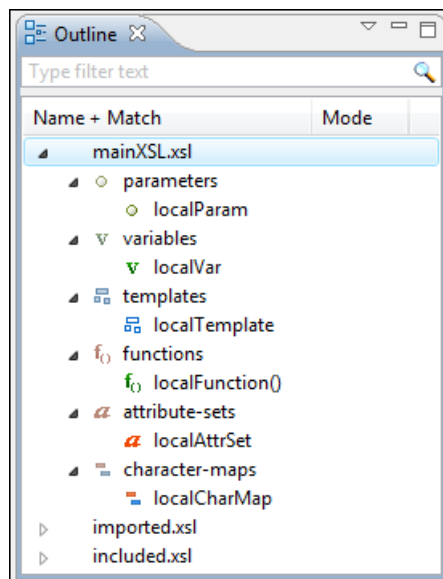 Outline
Type filter text
Name + Match Mode
mainXSL.xsl
parameters
localParam
v variables
v localVar
templates
localTemplate
f() functions
f() localFunction()
a attribute-sets
a localAttrSet
character-maps
localCharMap
imported.xsl
included.xsl